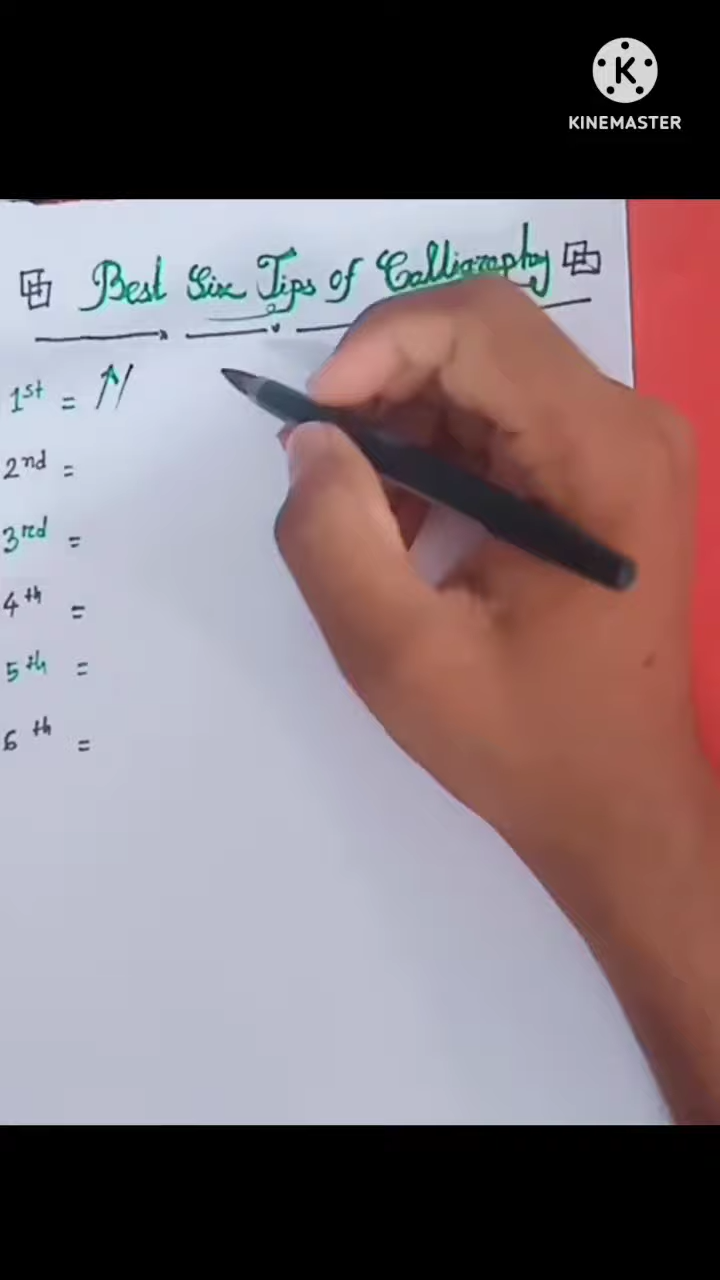 KINEMASTER
Best Six Tips of Calligraphy
1st =
2nd =
3rd =
4th =
5th =
6th =